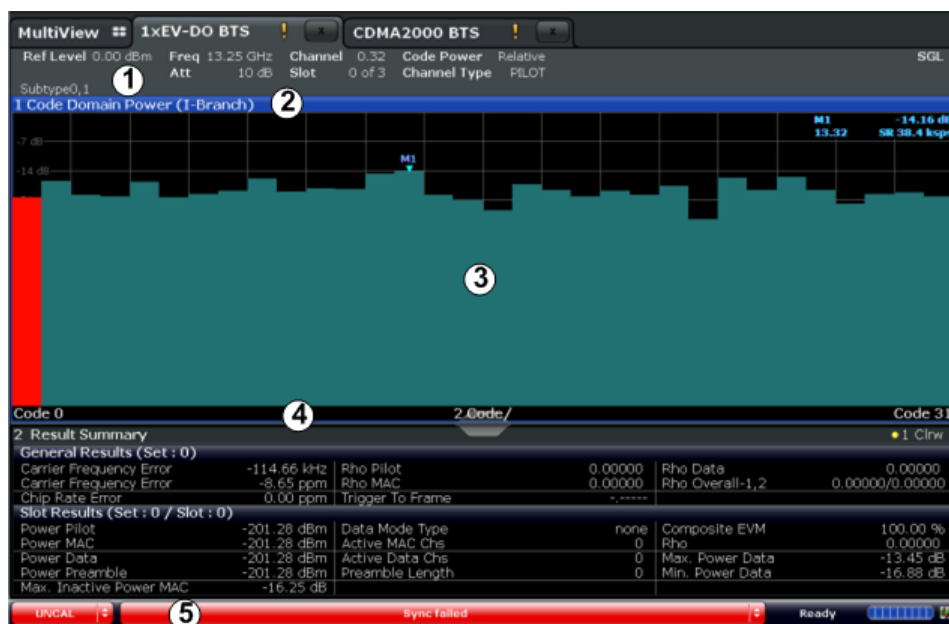 MultiView 1xEV-DO BTS ! x CDMA2000 BTS ! x
Ref Level 0.00 dBm Freq 13.25 GHz Channel 0.32 Code Power Relative SGL
1 Att 10 dB Slot 0 of 3 Channel Type PILOT
Subtype0,1
1 Code Domain Power (I-Branch) 2
M1 -14.16 dB
13.32 SR 38.4 ksps
-7 dB
M1
-14 dB
3
4
Code 0 2 Code/ Code 31
2 Result Summary 1 Clrw
General Results (Set : 0)
Carrier Frequency Error -114.66 kHz Rho Pilot 0.00000 Rho Data 0.00000
Carrier Frequency Error -8.65 ppm Rho MAC 0.00000 Rho Overall-1,2 0.00000/0.00000
Chip Rate Error 0.00 ppm Trigger To Frame -.-----
Slot Results (Set : 0 / Slot : 0)
Power Pilot -201.28 dBm Data Mode Type none Composite EVM 100.00 %
Power MAC -201.28 dBm Active MAC Chs 0 Rho 0.00000
Power Data -201.28 dBm Active Data Chs 0 Max. Power Data -13.45 dB
Power Preamble -201.28 dBm Preamble Length 0 Min. Power Data -16.88 dB
Max. Inactive Power MAC -16.25 dB
UNCAL 5 Sync failed Ready